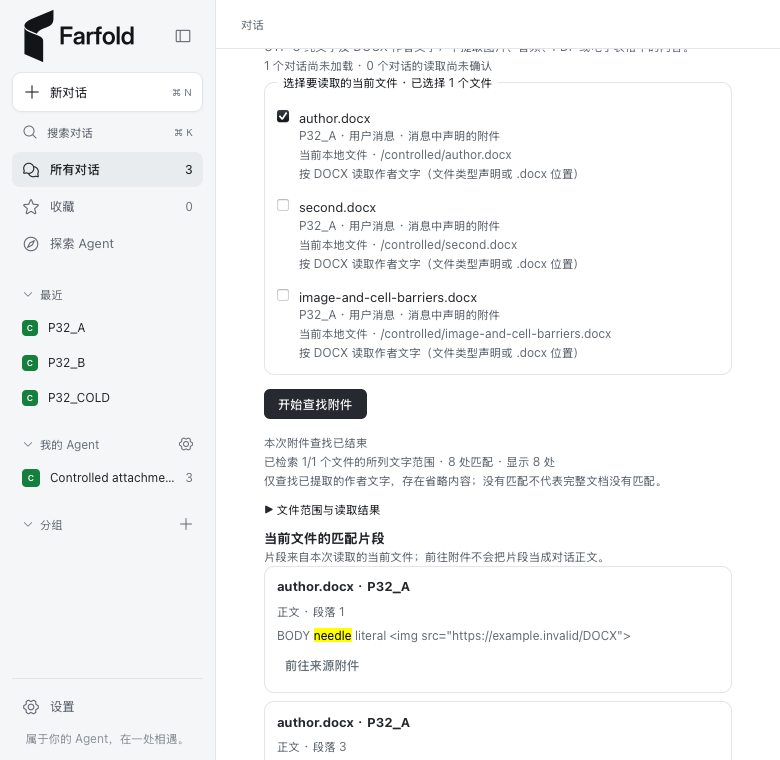 Farfold
新对话
⌘ N
搜索对话
⌘ K
所有对话
3
收藏
0
探索 Agent
最近
C
P32_A
C
P32_B
C
P32_COLD
我的 Agent
C
Controlled attachme...
3
分组
设置
属于你的 Agent，在一处相遇。
对话
1 个对话尚未加载 · 0 个对话的读取尚未确认
选择要读取的当前文件 · 已选择 1 个文件
author.docx
P32_A · 用户消息 · 消息中声明的附件
当前本地文件 · /controlled/author.docx
按 DOCX 读取作者文字（文件类型声明或 .docx 位置）
second.docx
P32_A · 用户消息 · 消息中声明的附件
当前本地文件 · /controlled/second.docx
按 DOCX 读取作者文字（文件类型声明或 .docx 位置）
image-and-cell-barriers.docx
P32_A · 用户消息 · 消息中声明的附件
当前本地文件 · /controlled/image-and-cell-barriers.docx
按 DOCX 读取作者文字（文件类型声明或 .docx 位置）
开始查找附件
本次附件查找已结束
已检索 1/1 个文件的所列文字范围 · 8 处匹配 · 显示 8 处
仅查找已提取的作者文字，存在省略内容；没有匹配不代表完整文档没有匹配。
文件范围与读取结果
当前文件的匹配片段
片段来自本次读取的当前文件；前往附件不会把片段当成对话正文。
author.docx · P32_A
正文 · 段落 1
BODY needle literal <img src="https://example.invalid/DOCX">
前往来源附件
author.docx · P32_A
正文 · 段落 3